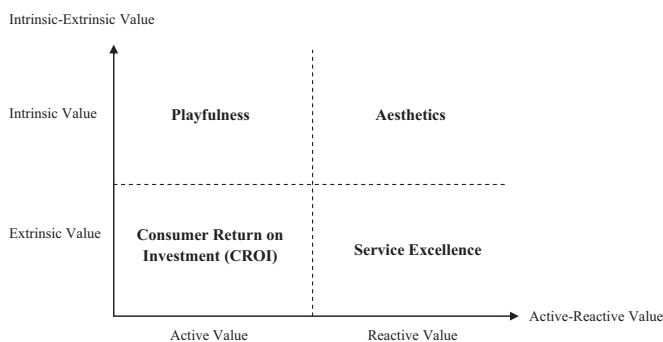 Intrinsic-Extrinsic Value
Intrinsic Value
Playfulness
Aesthetics
Extrinsic Value
Consumer Return on
Investment (CROI)
Service Excellence
Active-Reactive Value
Active Value
Reactive Value